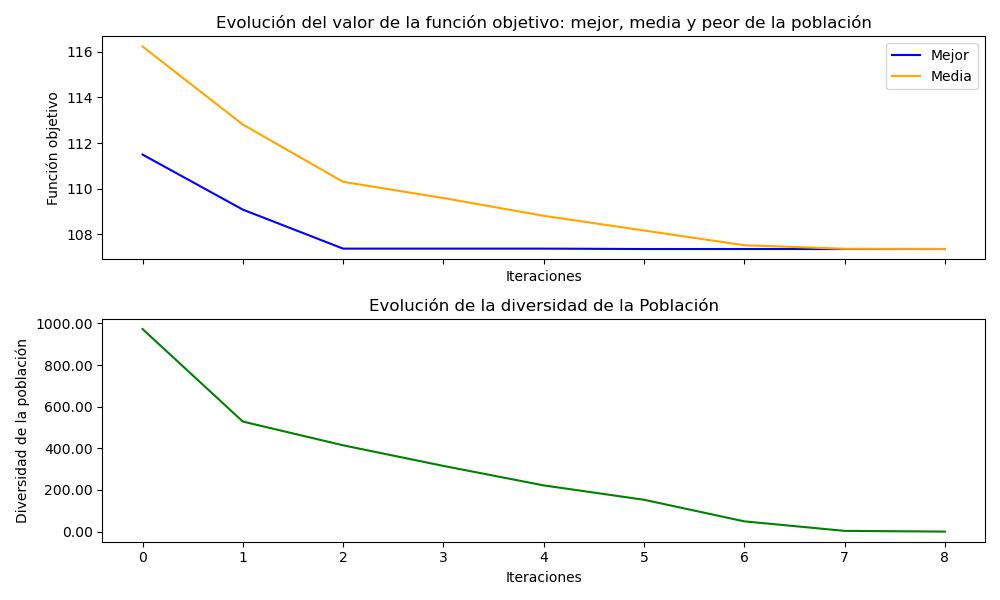 Evolución del valor de la función objetivo: mejor, media y peor de la población
Mejor
Media
Función objetivo
116
114
112
110
108
Iteraciones
Evolución de la diversidad de la Población
Diversidad de la población
1000.00
800.00
600.00
400.00
200.00
0.00
0 1 2 3 4 5 6 7 8
Iteraciones